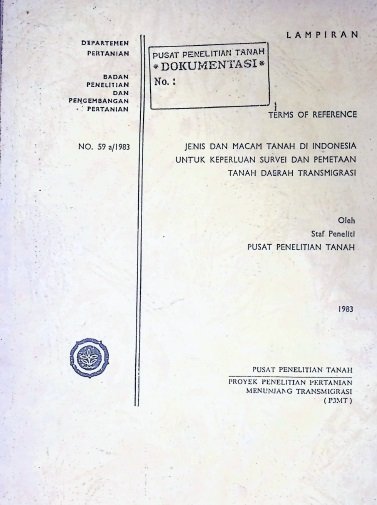 LAMPIRAN
DEPARTEMEN
PERTANIAN
BADAN
PENELITIAN
DAN
PENGEMBANGAN
PERTANIAN
NO. 59 a/1983
PUSAT PENELITIAN TANAH
* DOKUMENTASI *
No. :
TERMS OF REFERENCE
JENIS DAN MACAM TANAH DI INDONESIA
UNTUK KEPERLUAN SURVEI DAN PEMETAAN
TANAH DAERAH TRANSMIGRASI
Oleh
Staf Peneliti
PUSAT PENELITIAN TANAH
1983
PUSAT PENELITIAN TANAH
PROYEK PENELITIAN PERTANIAN
MENUNJANG TRANSMIGRASI
(P3MT)